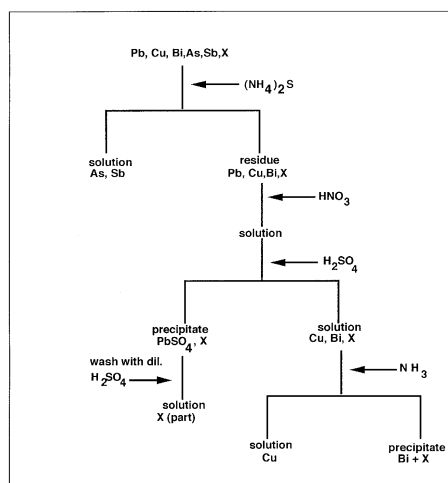 Pb, Cu, Bi,As,Sb,X
(NH4)2S
solution
As, Sb
residue
Pb, Cu,Bi,X
HNO3
solution
H2SO4
precipitate
PbSO4, X
solution
Cu, Bi, X
wash with dil.
H2SO4
NH3
solution
X (part)
solution
Cu
precipitate
Bi + X